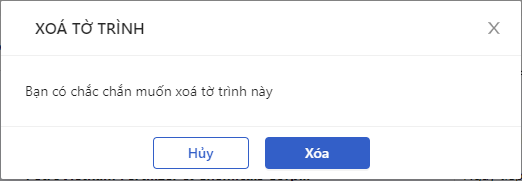 XOÁ TỜ TRÌNH
Bạn có chắc chắn muốn xoá tờ trình này
Hủy
Xóa